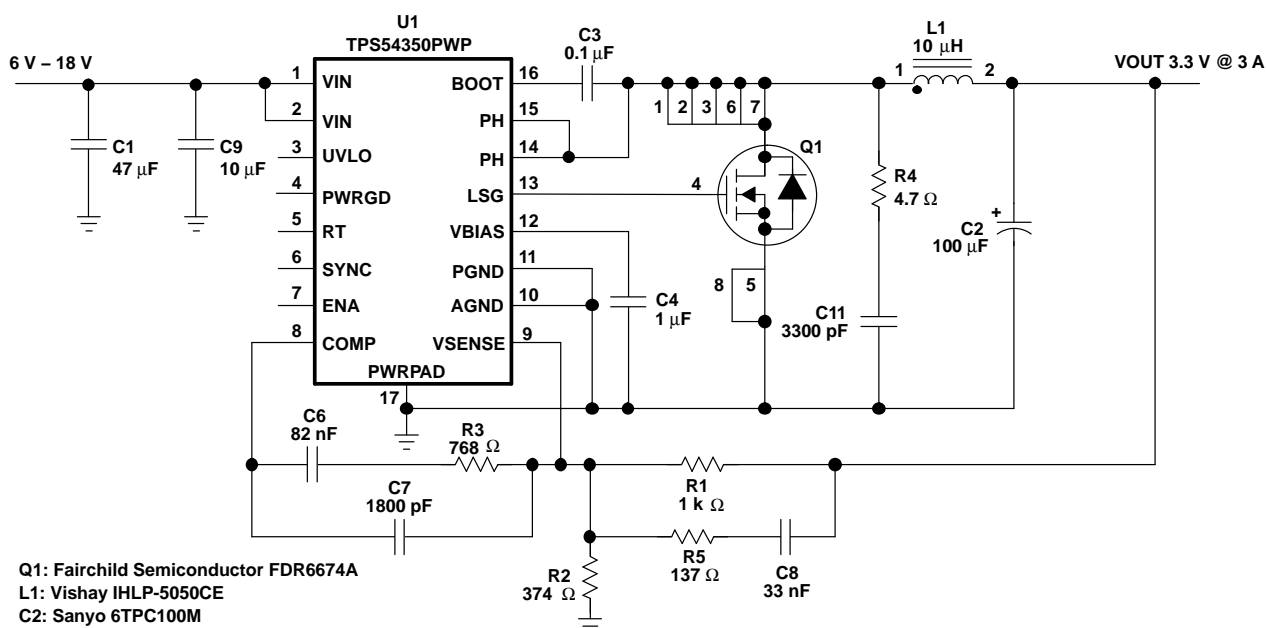 U1
TPS54350PWP
6 V – 18 V
C1
47 μF
C9
10 μF
1 VIN
2 VIN
3 UVLO
4 PWRGD
5 RT
6 SYNC
7 ENA
8 COMP
BOOT 16
PH 15
PH 14
LSG 13
VBIAS 12
PGND 11
AGND 10
VSENSE 9
PWRPAD
17
C3
0.1 μF
1 2 3 6 7
Q1
4
8 5
C4
1 μF
R4
4.7 Ω
C11
3300 pF
L1
10 μH
1 2
VOUT 3.3 V @ 3 A
+
C2
100 μF
C6
82 nF
R3
768 Ω
C7
1800 pF
R1
1 k Ω
R5
137 Ω
C8
33 nF
R2
374 Ω
Q1: Fairchild Semiconductor FDR6674A
L1: Vishay IHLP-5050CE
C2: Sanyo 6TPC100M